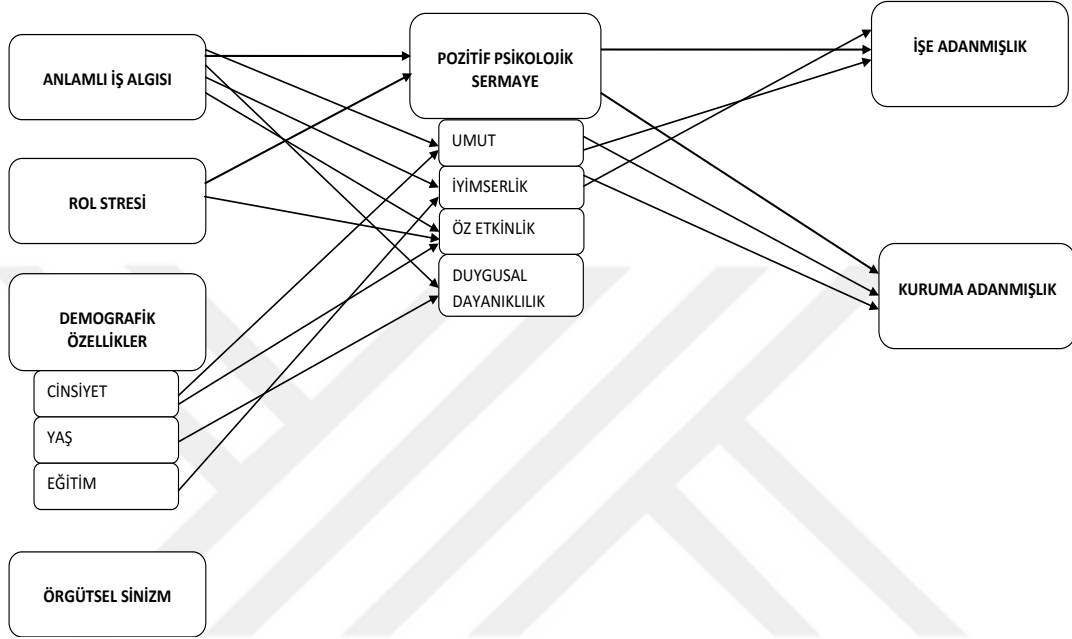 ANLAMLI İŞ ALGISI
ROL STRESİ
DEMOGRAFİK
ÖZELLİKLER
CİNSİYET
YAŞ
EĞİTİM
ÖRGÜTSEL SİNİZM
POZİTİF PSİKOLOJİK
SERMAYE
UMUT
İYİMSERLİK
ÖZ ETKİNLİK
DUYGUSAL
DAYANIKLILIK
İŞE ADANMIŞLIK
KURUMA ADANMIŞLIK